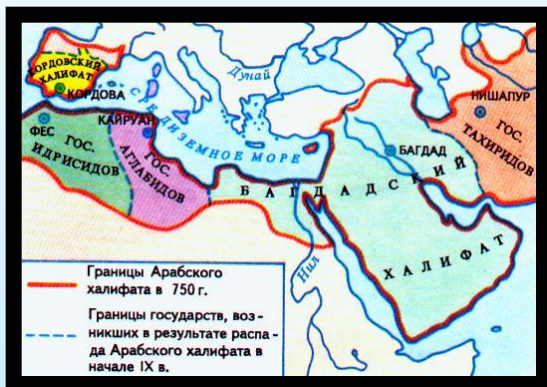 КОРДОВСКИЙ
ХАЛИФАТ
КОРДОВА
СРЕДИЗЕМНОЕ МОРЕ
Дунай
НИШАПУР
ГОС.
ТАХИРИДОВ
ФЕС
ГОС.
ИДРИСИДОВ
КАЙРУАН
ГОС.
АГЛАБИДОВ
БАГДАД
БАГДАДСКИЙ
ХАЛИФАТ
Нил
Границы Арабского
халифата в 750 г.
Границы государств, воз-
никших в результате распа-
да Арабского халифата в
начале IX в.